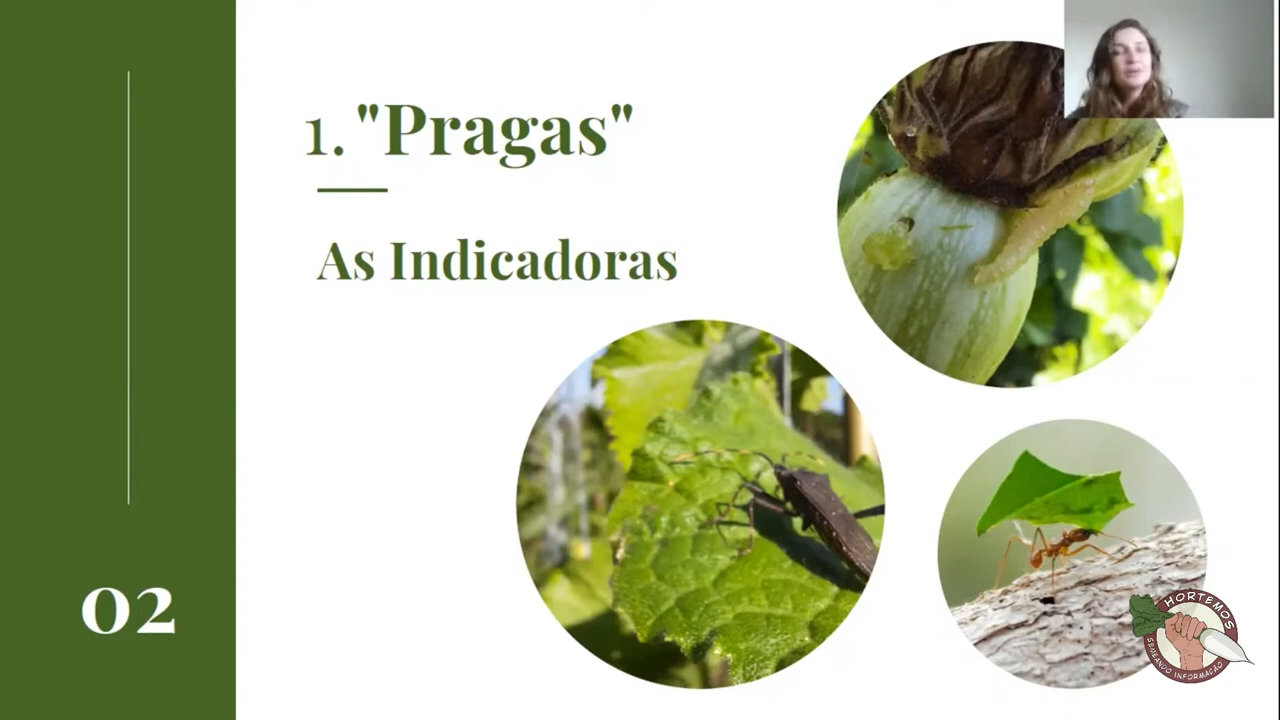 1. "Pragas"
As Indicadoras
02
HORTEMOS
SEMEANDO INFORMAÇÃO